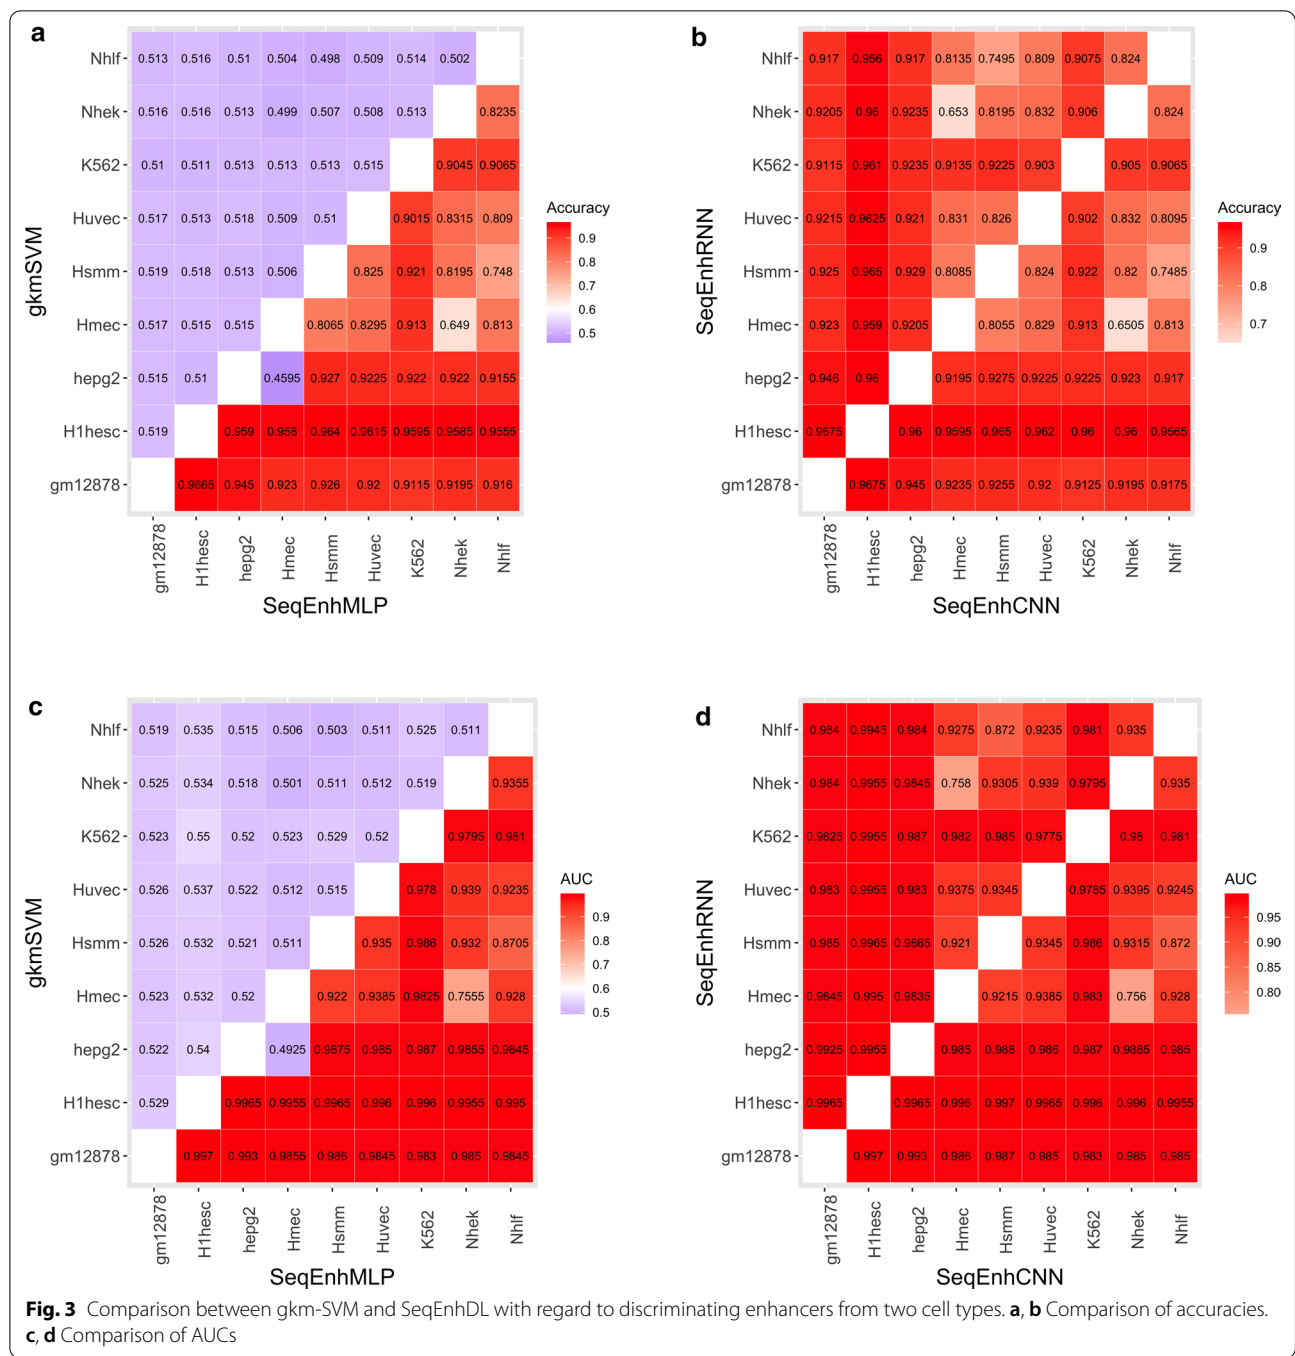 a
Nhlf 0.513 0.516 0.51 0.504 0.498 0.509 0.514 0.502
Nhek 0.516 0.516 0.513 0.499 0.507 0.508 0.513 0.8235
K562 0.51 0.511 0.513 0.513 0.513 0.515 0.9045 0.9065
Huvec 0.517 0.513 0.518 0.509 0.51 0.9015 0.8315 0.809
Hsmm 0.519 0.518 0.513 0.506 0.825 0.921 0.8195 0.748
Hmec 0.517 0.515 0.515 0.8065 0.8295 0.913 0.649 0.813
hepg2 0.515 0.51 0.4595 0.927 0.9225 0.922 0.922 0.9155
H1hesc 0.519 0.959 0.958 0.964 0.9615 0.9595 0.9585 0.9555
gm12878 0.9665 0.945 0.923 0.926 0.92 0.9115 0.9195 0.916
gm12878 H1hesc hepg2 Hmec Hsmm Huvec K562 Nhek Nhlf
gkmSVM
SeqEnhMLP
Accuracy
0.9
0.8
0.7
0.6
0.5
b
Nhlf 0.917 0.956 0.917 0.8135 0.7495 0.809 0.9075 0.824
Nhek 0.9205 0.96 0.9235 0.653 0.8195 0.832 0.906 0.824
K562 0.9115 0.961 0.9235 0.9135 0.9225 0.903 0.905 0.9065
Huvec 0.9215 0.9625 0.921 0.831 0.826 0.902 0.832 0.8095
Hsmm 0.925 0.965 0.929 0.8085 0.824 0.922 0.82 0.7485
Hmec 0.923 0.959 0.9205 0.8055 0.829 0.913 0.6505 0.813
hepg2 0.946 0.96 0.9195 0.9275 0.9225 0.9225 0.923 0.917
H1hesc 0.9675 0.96 0.9595 0.965 0.962 0.96 0.96 0.9565
gm12878 0.9675 0.945 0.9235 0.9255 0.92 0.9125 0.9195 0.9175
gm12878 H1hesc hepg2 Hmec Hsmm Huvec K562 Nhek Nhlf
SeqEnhRNN
SeqEnhCNN
Accuracy
0.9
0.8
0.7
c
Nhlf 0.519 0.535 0.515 0.506 0.503 0.511 0.525 0.511
Nhek 0.525 0.534 0.518 0.501 0.511 0.512 0.519 0.9355
K562 0.523 0.55 0.52 0.523 0.529 0.52 0.9795 0.981
Huvec 0.526 0.537 0.522 0.512 0.515 0.978 0.939 0.9235
Hsmm 0.526 0.532 0.521 0.511 0.935 0.986 0.932 0.8705
Hmec 0.523 0.532 0.52 0.922 0.9385 0.9825 0.7555 0.928
hepg2 0.522 0.54 0.4925 0.9875 0.985 0.987 0.9855 0.9845
H1hesc 0.529 0.9965 0.9955 0.9965 0.996 0.996 0.9955 0.995
gm12878 0.997 0.993 0.9855 0.986 0.9845 0.983 0.985 0.9845
gm12878 H1hesc hepg2 Hmec Hsmm Huvec K562 Nhek Nhlf
gkmSVM
SeqEnhMLP
AUC
0.9
0.8
0.7
0.6
0.5
d
Nhlf 0.984 0.9945 0.984 0.9275 0.872 0.9235 0.981 0.935
Nhek 0.984 0.9955 0.9845 0.758 0.9305 0.939 0.9795 0.935
K562 0.9825 0.9955 0.987 0.982 0.985 0.9775 0.98 0.981
Huvec 0.983 0.9955 0.983 0.9375 0.9345 0.9785 0.9395 0.9245
Hsmm 0.985 0.9965 0.9865 0.921 0.9345 0.986 0.9315 0.872
Hmec 0.9845 0.995 0.9835 0.9215 0.9385 0.983 0.756 0.928
hepg2 0.9925 0.9955 0.985 0.988 0.986 0.987 0.9865 0.985
H1hesc 0.9965 0.9965 0.996 0.997 0.9965 0.996 0.996 0.9955
gm12878 0.997 0.993 0.986 0.987 0.985 0.983 0.985 0.985
gm12878 H1hesc hepg2 Hmec Hsmm Huvec K562 Nhek Nhlf
SeqEnhRNN
SeqEnhCNN
AUC
0.95
0.90
0.85
0.80
Fig. 3 Comparison between gkm-SVM and SeqEnhDL with regard to discriminating enhancers from two cell types. a, b Comparison of accuracies.
c, d Comparison of AUCs